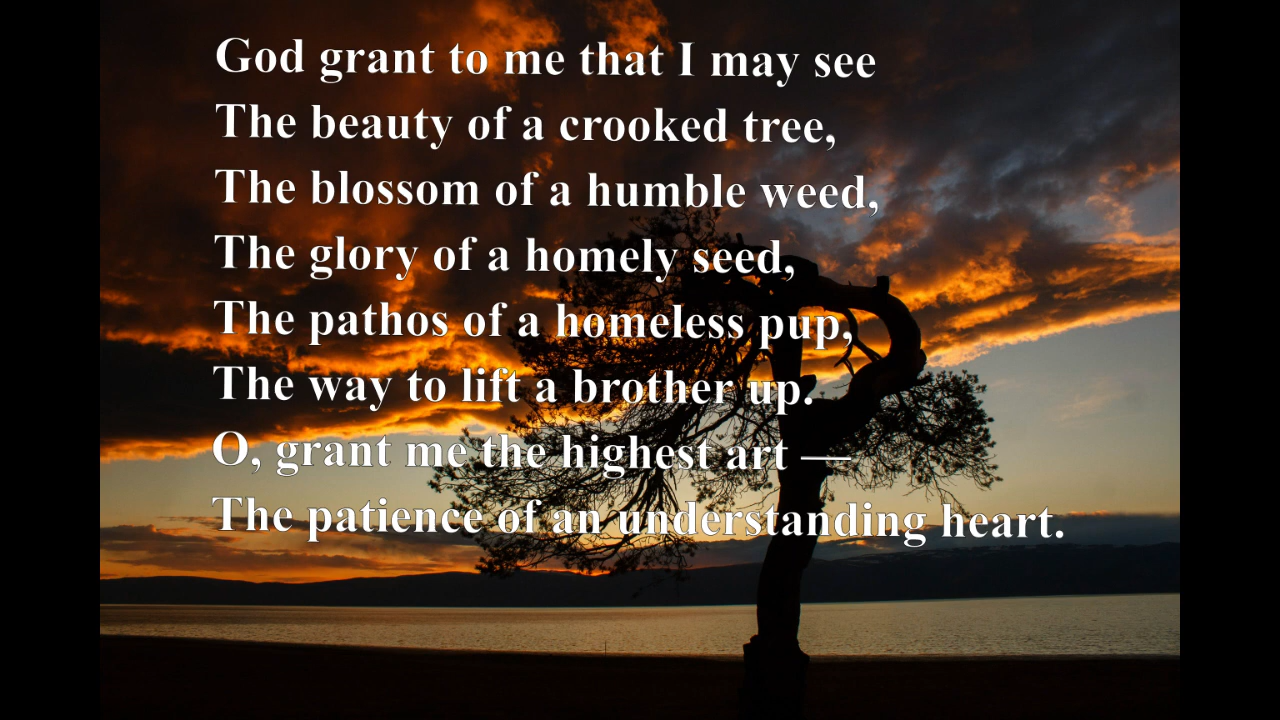 God grant to me that I may see
The beauty of a crooked tree,
The blossom of a humble weed,
The glory of a homely seed,
The pathos of a homeless pup,
The way to lift a brother up.
O, grant me the highest art —
The patience of an understanding heart.